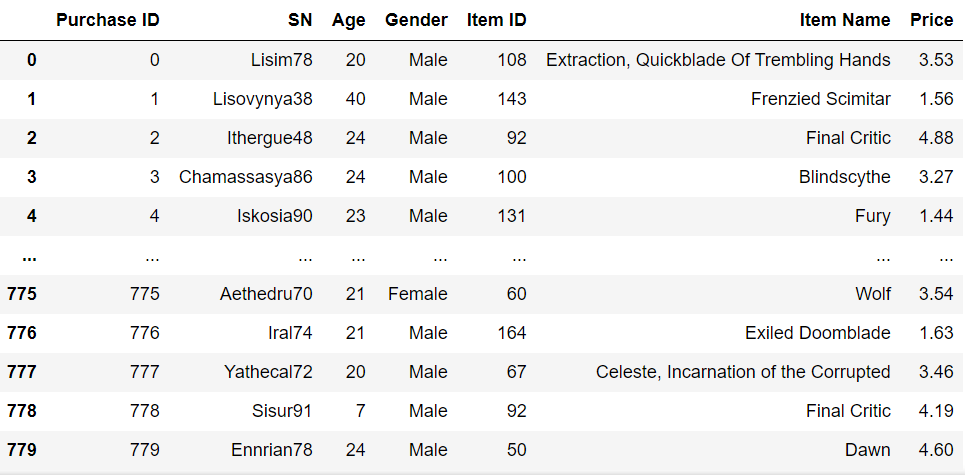 Purchase ID SN Age Gender Item ID Item Name Price
0 0 Lisim78 20 Male 108 Extraction, Quickblade Of Trembling Hands 3.53
1 1 Lisovynya38 40 Male 143 Frenzied Scimitar 1.56
2 2 Ithergue48 24 Male 92 Final Critic 4.88
3 3 Chamassasya86 24 Male 100 Blindscythe 3.27
4 4 Iskosia90 23 Male 131 Fury 1.44
... ... ... ... ... ... ... ...
775 775 Aethedru70 21 Female 60 Wolf 3.54
776 776 Iral74 21 Male 164 Exiled Doomblade 1.63
777 777 Yathecal72 20 Male 67 Celeste, Incarnation of the Corrupted 3.46
778 778 Sisur91 7 Male 92 Final Critic 4.19
779 779 Ennrian78 24 Male 50 Dawn 4.60